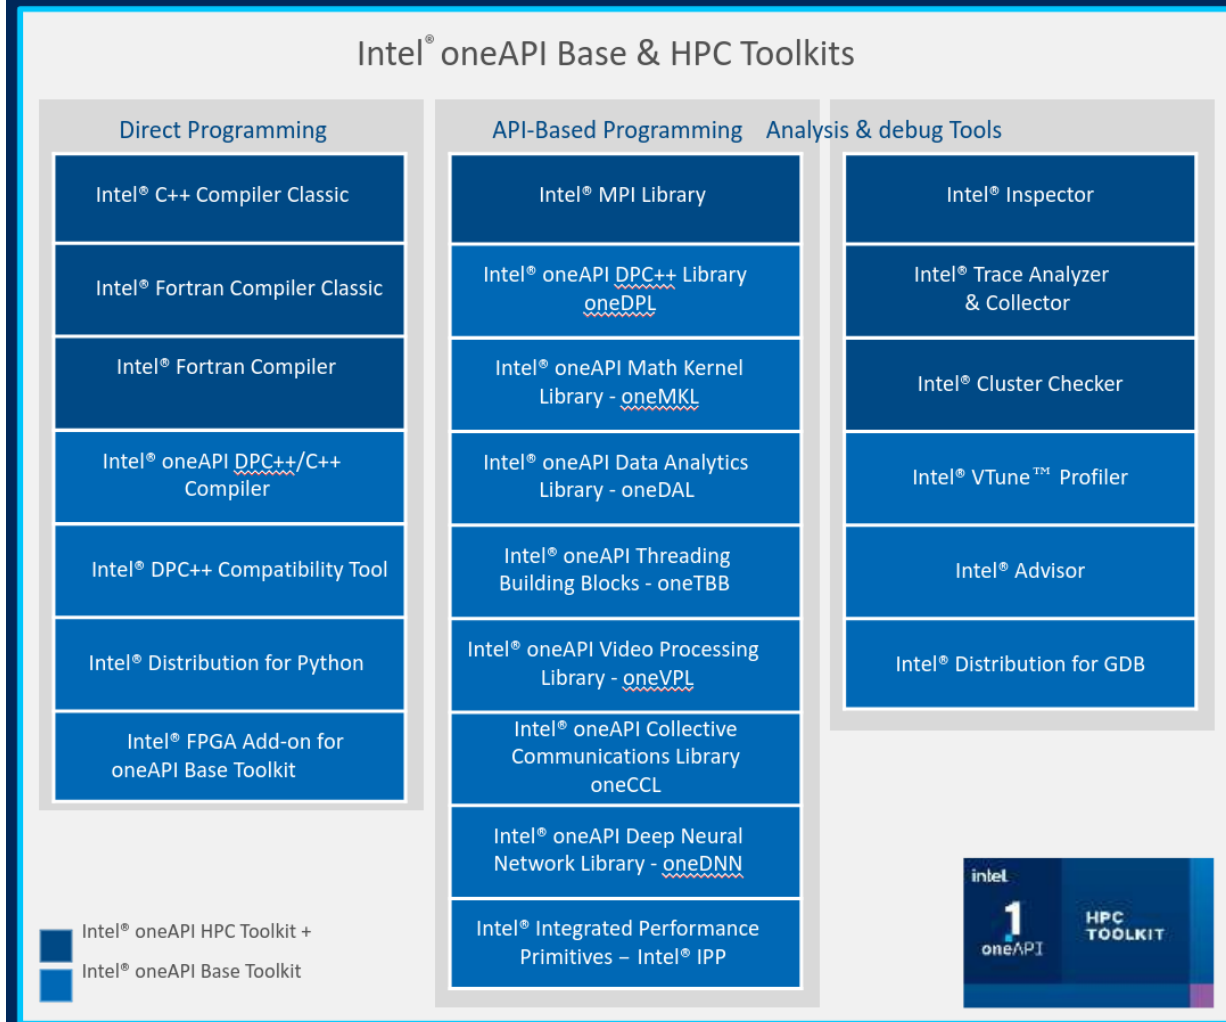 Intel® oneAPI Base & HPC Toolkits
Direct Programming
Intel® C++ Compiler Classic
Intel® Fortran Compiler Classic
Intel® Fortran Compiler
Intel® oneAPI DPC++/C++
Compiler
Intel® DPC++ Compatibility Tool
Intel® Distribution for Python
Intel® FPGA Add-on for
oneAPI Base Toolkit
API-Based Programming
Intel® MPI Library
Intel® oneAPI DPC++ Library
oneDPL
Intel® oneAPI Math Kernel
Library - oneMKL
Intel® oneAPI Data Analytics
Library - oneDAL
Intel® oneAPI Threading
Building Blocks - oneTBB
Intel® oneAPI Video Processing
Library - oneVPL
Intel® oneAPI Collective
Communications Library
oneCCL
Intel® oneAPI Deep Neural
Network Library - oneDNN
Intel® Integrated Performance
Primitives – Intel® IPP
Analysis & debug Tools
Intel® Inspector
Intel® Trace Analyzer
& Collector
Intel® Cluster Checker
Intel® VTune™ Profiler
Intel® Advisor
Intel® Distribution for GDB
Intel® oneAPI HPC Toolkit +
Intel® oneAPI Base Toolkit
intel
1
oneAPI
HPC
TOOLKIT